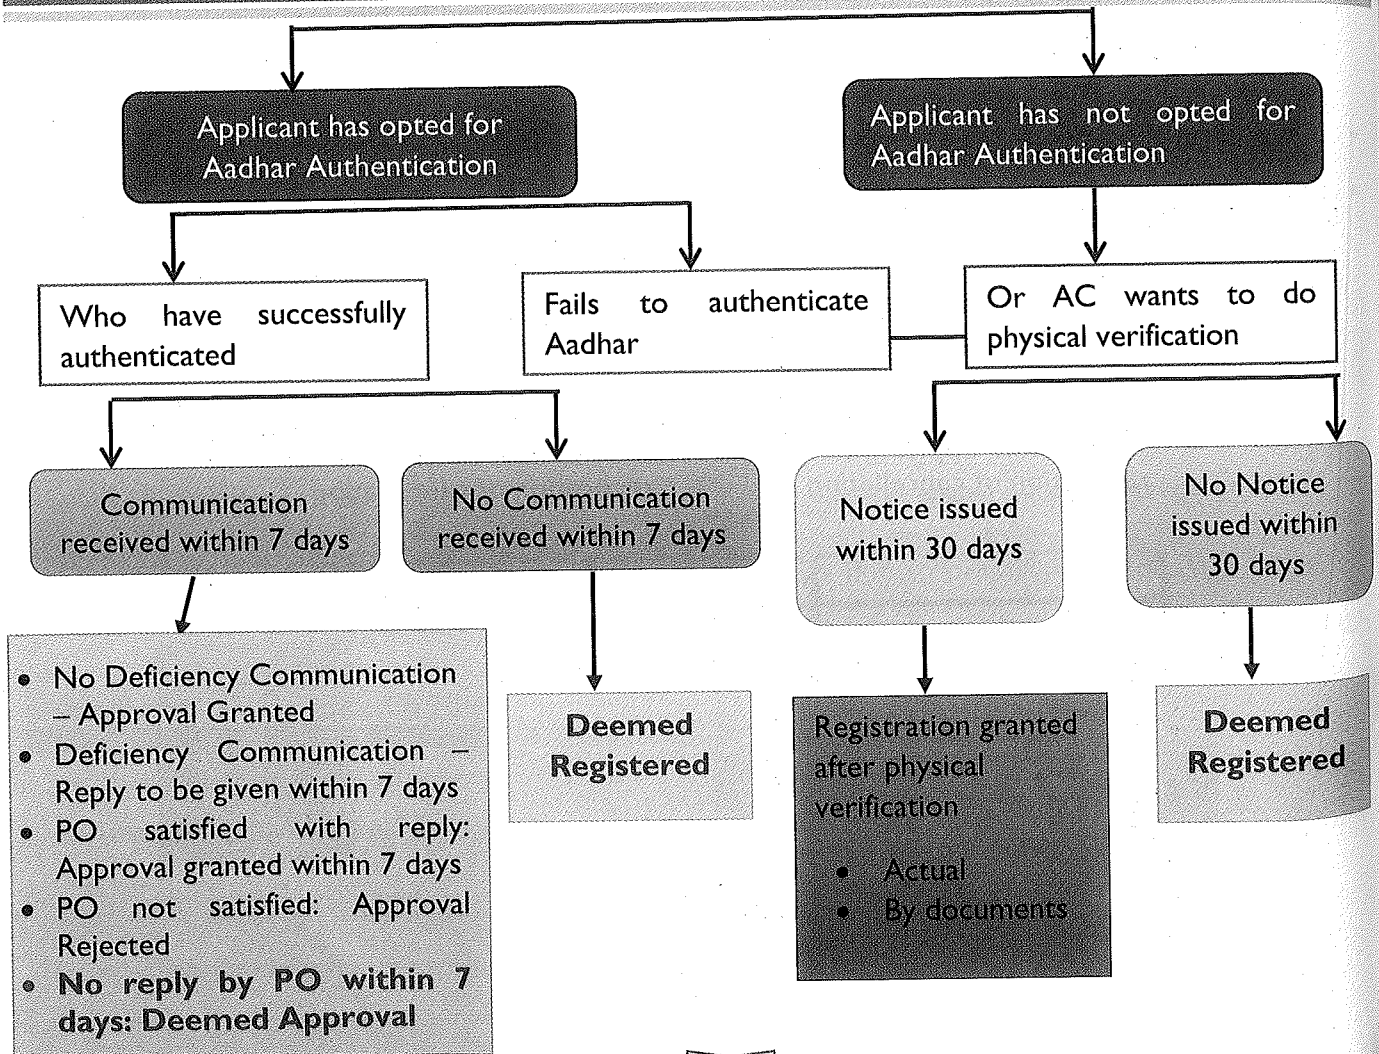 Applicant has opted for
Aadhar Authentication
Applicant has not opted for
Aadhar Authentication
Who have successfully
authenticated
Fails to authenticate
Aadhar
Or AC wants to do
physical verification
Communication
received within 7 days
No Communication
received within 7 days
Notice issued
within 30 days
No Notice
issued within
30 days
• No Deficiency Communication
– Approval Granted
• Deficiency Communication –
Reply to be given within 7 days
• PO satisfied with reply:
Approval granted within 7 days
• PO not satisfied: Approval
Rejected
• No reply by PO within 7
days: Deemed Approval
Deemed
Registered
Registration granted
after physical
verification
• Actual
• By documents
Deemed
Registered